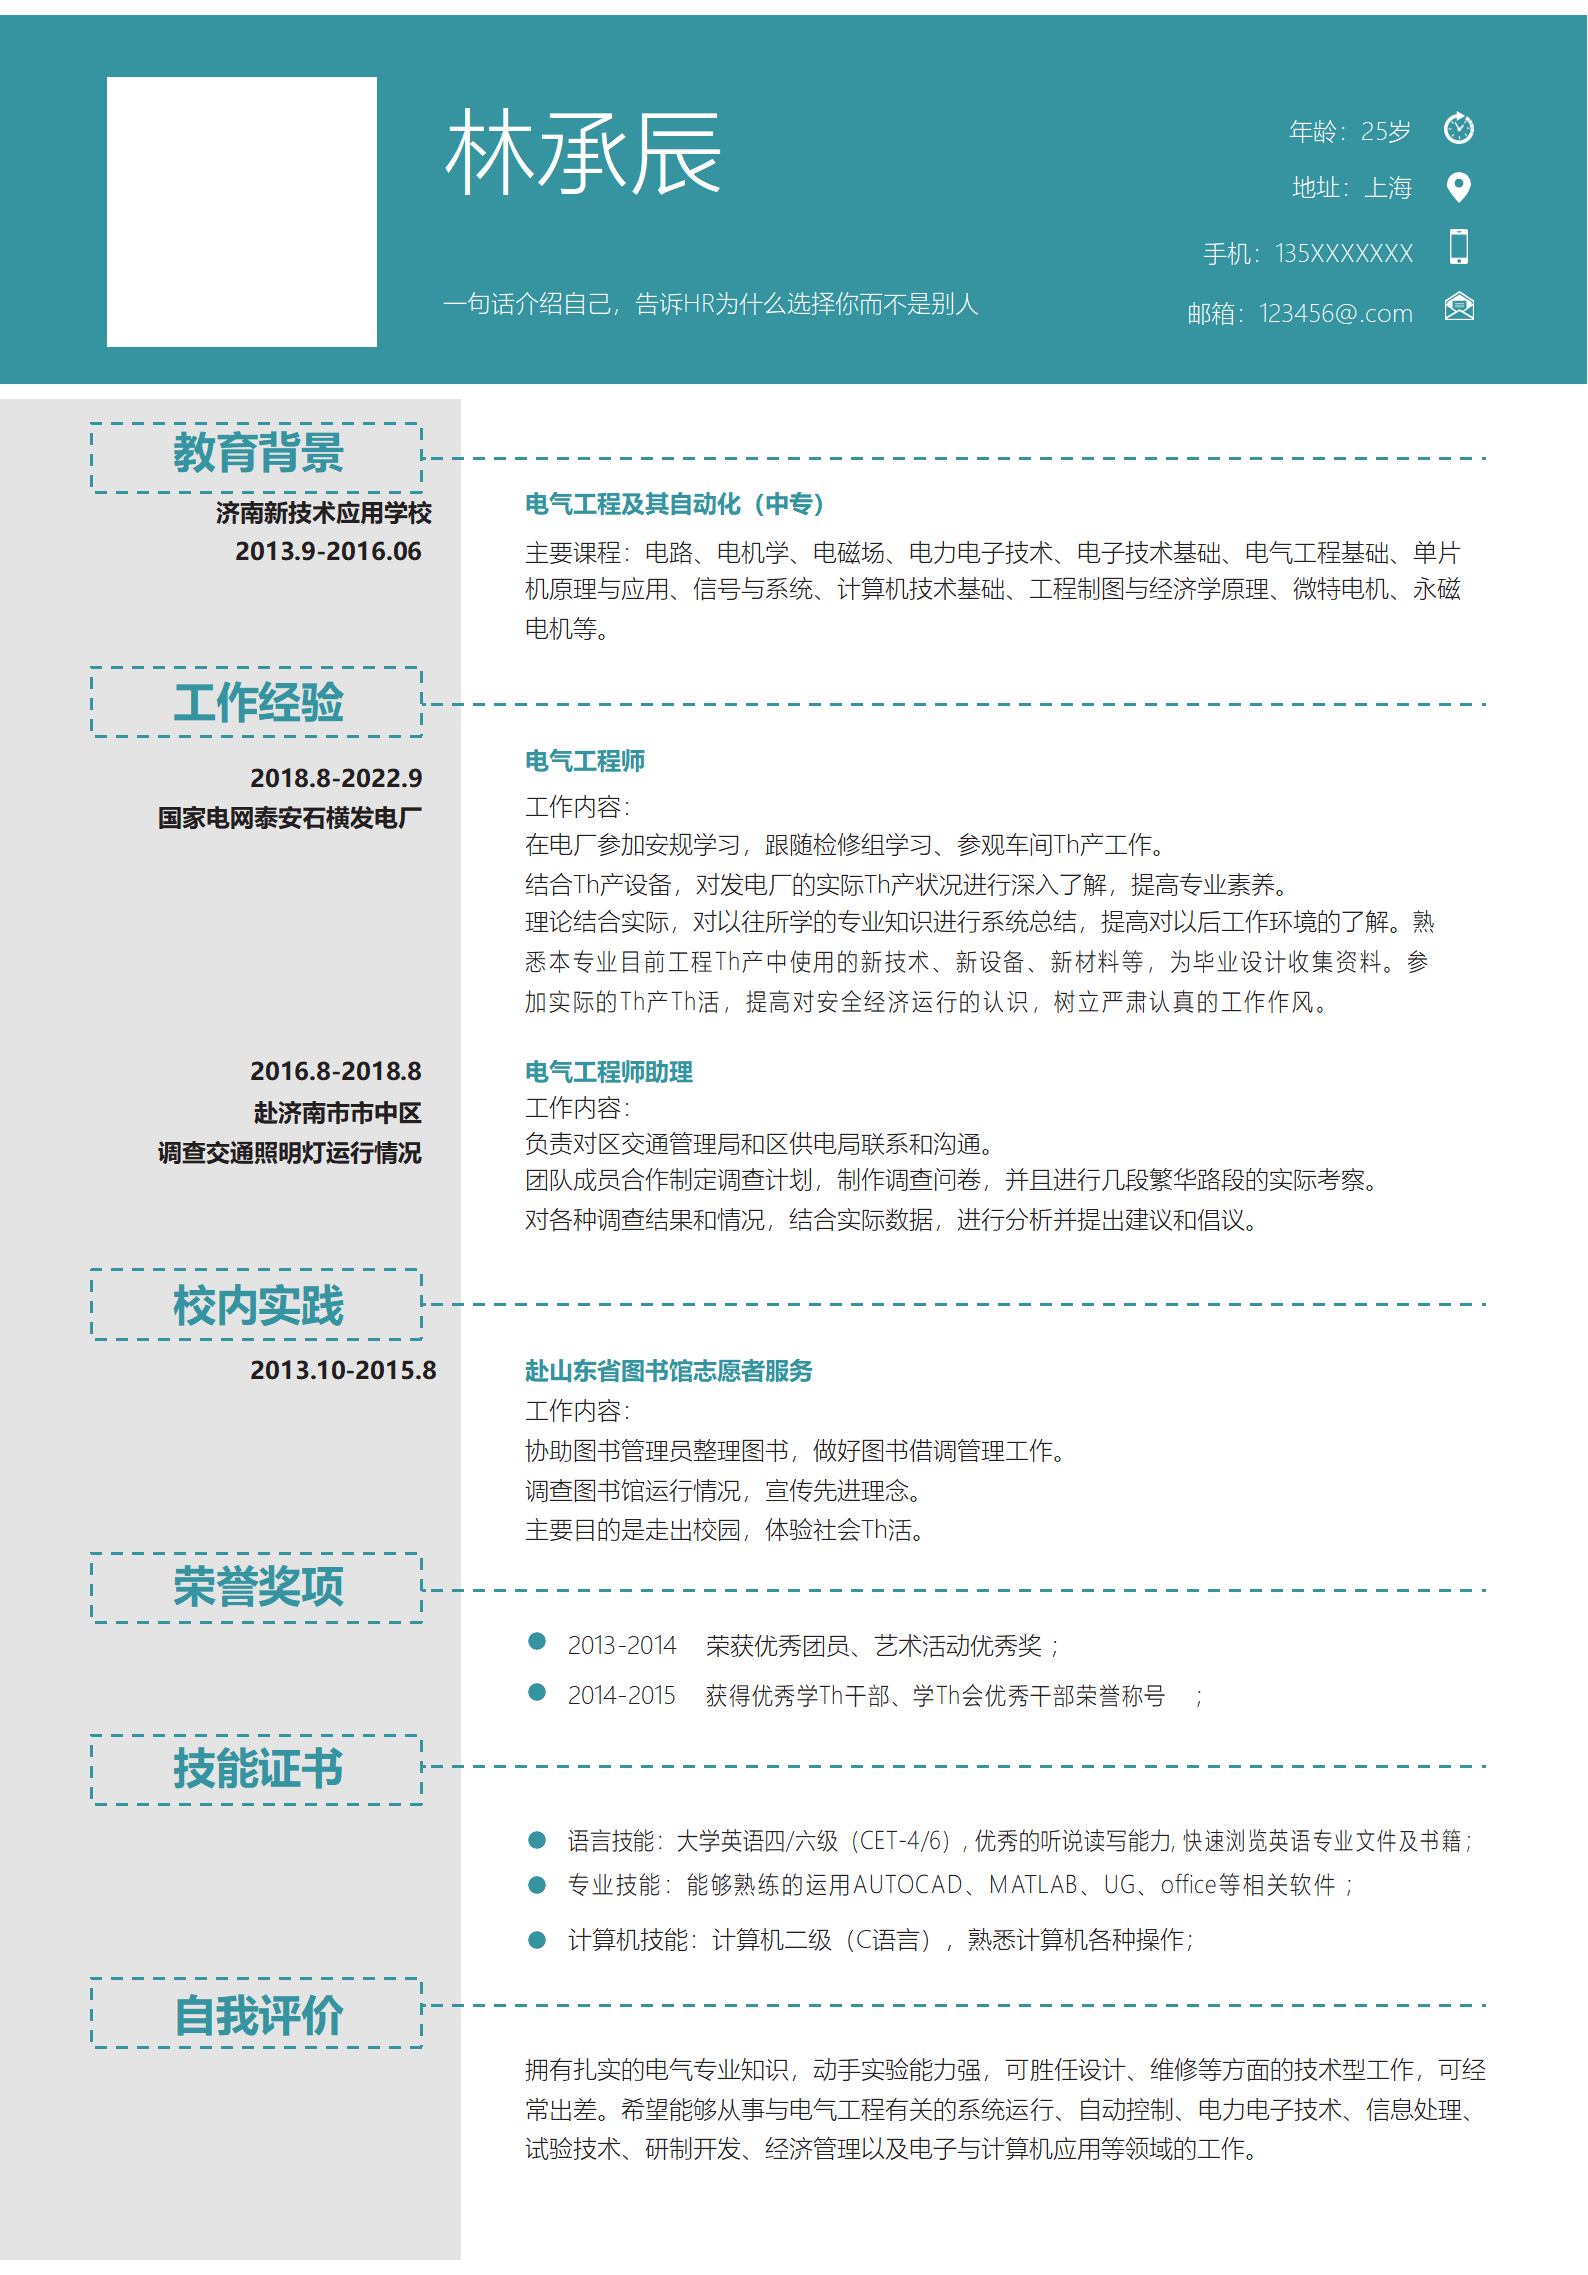 林承辰
一句话介绍自己，告诉HR为什么选择你而不是别人
年龄：25岁
地址：上海
手机：135XXXXXXX
邮箱：123456@.com
教育背景
济南新技术应用学校
2013.9-2016.06
电气工程及其自动化（中专）
主要课程：电路、电机学、电磁场、电力电子技术、电子技术基础、电气工程基础、单片
机原理与应用、信号与系统、计算机技术基础、工程制图与经济学原理、微特电机、永磁
电机等。
工作经验
2018.8-2022.9
国家电网泰安石横发电厂
电气工程师
工作内容：
在电厂参加安规学习，跟随检修组学习、参观车间Th产工作。
结合Th产设备，对发电厂的实际Th产状况进行深入了解，提高专业素养。
理论结合实际，对以往所学的专业知识进行系统总结，提高对以后工作环境的了解。熟
悉本专业目前工程Th产中使用的新技术、新设备、新材料等，为毕业设计收集资料。参
加实际的Th产Th活，提高对安全经济运行的认识，树立严肃认真的工作作风。
2016.8-2018.8
赴济南市市中区
调查交通照明灯运行情况
电气工程师助理
工作内容：
负责对区交通管理局和区供电局联系和沟通。
团队成员合作制定调查计划，制作调查问卷，并且进行几段繁华路段的实际考察。
对各种调查结果和情况，结合实际数据，进行分析并提出建议和倡议。
校内实践
2013.10-2015.8
赴山东省图书馆志愿者服务
工作内容：
协助图书管理员整理图书，做好图书借调管理工作。
调查图书馆运行情况，宣传先进理念。
主要目的是走出校园，体验社会Th活。
荣誉奖项
2013-2014 荣获优秀团员、艺术活动优秀奖；
2014-2015 获得优秀学Th干部、学Th会优秀干部荣誉称号 ；
技能证书
语言技能：大学英语四/六级（CET-4/6）, 优秀的听说读写能力, 快速浏览英语专业文件及书籍；
专业技能：能够熟练的运用AUTOCAD、MATLAB、UG、office等相关软件；
计算机技能：计算机二级（C语言），熟悉计算机各种操作；
自我评价
拥有扎实的电气专业知识，动手实验能力强，可胜任设计、维修等方面的技术型工作，可经
常出差。希望能够从事与电气工程有关的系统运行、自动控制、电力电子技术、信息处理、
试验技术、研制开发、经济管理以及电子与计算机应用等领域的工作。